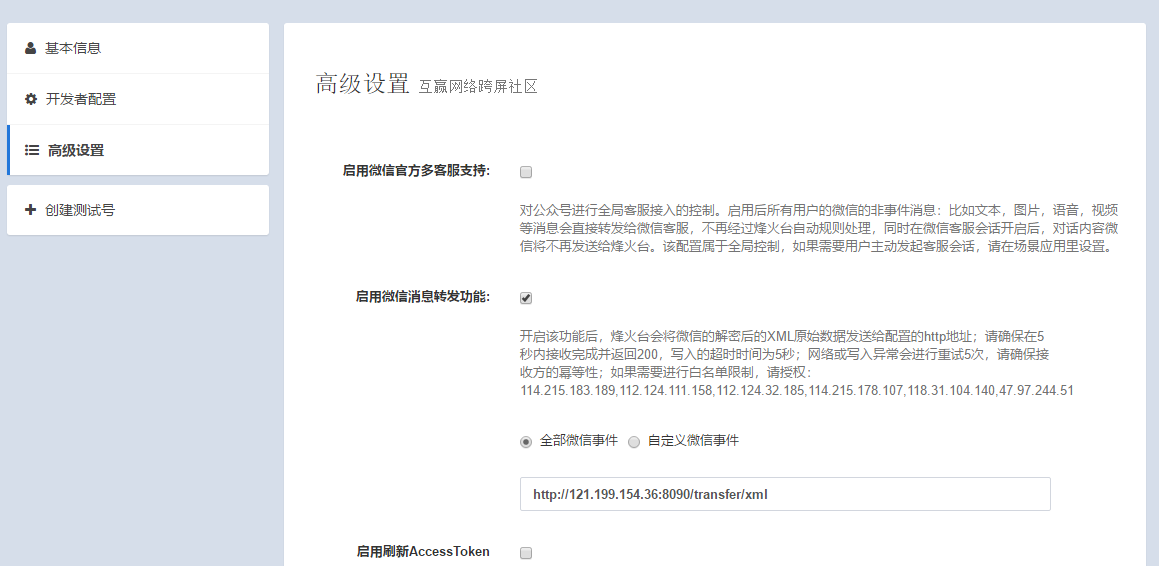 基本信息
开发者配置
高级设置
创建测试号
高级设置 互赢网络跨屏社区
启用微信官方多客服支持:
对公众号进行全局客服接入的控制。启用后所有用户的微信的非事件消息：比如文本，图片，语音，视频
等消息会直接转发给微信客服，不再经过烽火台自动规则处理，同时在微信客服会话开启后，对话内容微
信将不再发送给烽火台。该配置属于全局控制，如果需要用户主动发起客服会话，请在场景应用里设置。
启用微信消息转发功能:
开启该功能后，烽火台会将微信的解密后的XML原始数据发送给配置的http地址；请确保在5
秒内接收完成并返回200，写入的超时时间为5秒；网络或写入异常会进行重试5次，请确保接
收方的幂等性；如果需要进行白名单限制，请授权：
114.215.183.189,112.124.111.158,112.124.32.185,114.215.178.107,118.31.104.140,47.97.244.51
全部微信事件 自定义微信事件
http://121.199.154.36:8090/transfer/xml
启用刷新AccessToken